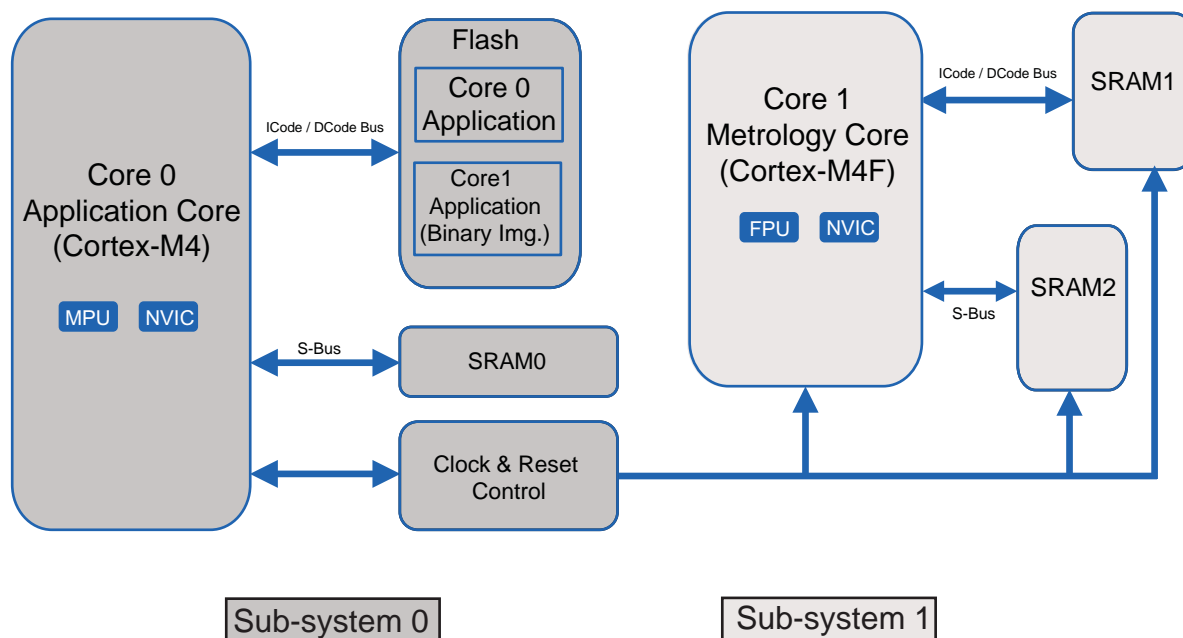 Flash
Core 0
Application
Core1
Application
(Binary Img.)
ICode / DCode Bus
Core 0
Application Core
(Cortex-M4)
MPU
NVIC
S-Bus
SRAM0
Clock & Reset
Control
Core 1
Metrology Core
(Cortex-M4F)
FPU
NVIC
ICode / DCode Bus
SRAM1
SRAM2
S-Bus
Sub-system 0
Sub-system 1